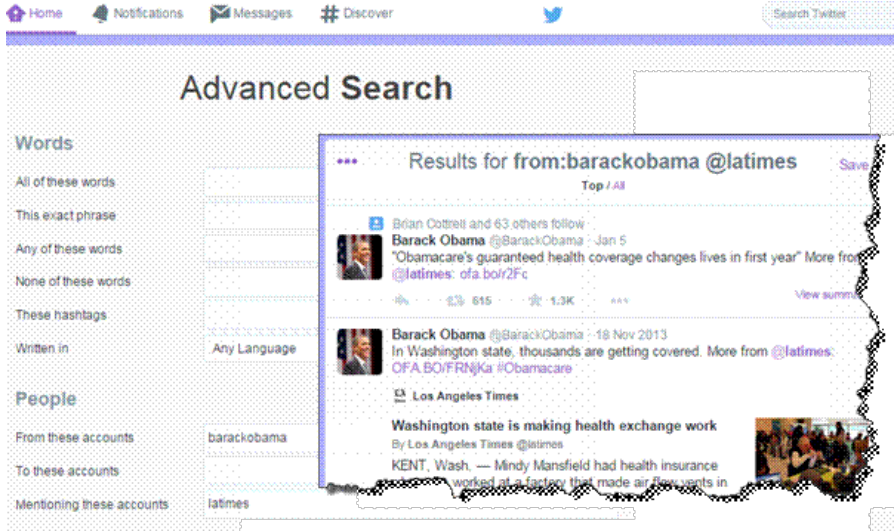 Home Notifications Messages # Discover Search Twitter
Advanced Search
Words
All of these words
This exact phrase
Any of these words
None of these words
These hashtags
Written in Any Language
People
From these accounts barackobama
To these accounts
Mentioning these accounts latimes
Results for from:barackobama @latimes Save
Top / All
Brian Cottrell and 63 others follow
Barack Obama @BarackObama · Jan 5
"Obamacare's guaranteed health coverage changes lives in first year" More from
@latimes: ofa.bo/r2Fc
615 1.3K
View summa
Barack Obama @BarackObama · 18 Nov 2013
In Washington state, thousands are getting covered. More from @latimes:
OFA.BO/FRNjKa #Obamacare
Los Angeles Times
Washington state is making health exchange work
By Los Angeles Times @latimes
KENT, Wash. — Mindy Mansfield had health insurance
worked at a factory that made air flow vents in